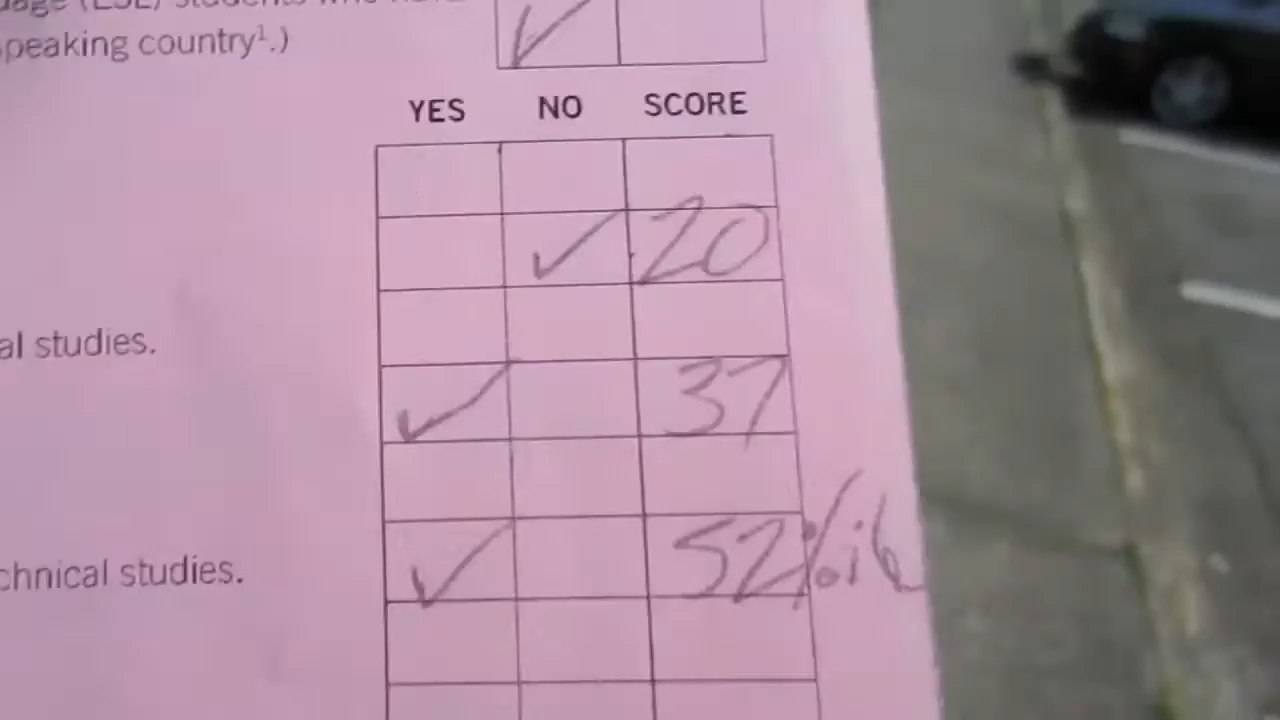 speaking country¹.)
YES NO SCORE
✓ 20
al studies.
✓ 37
✓ 52%ile
chnical studies.